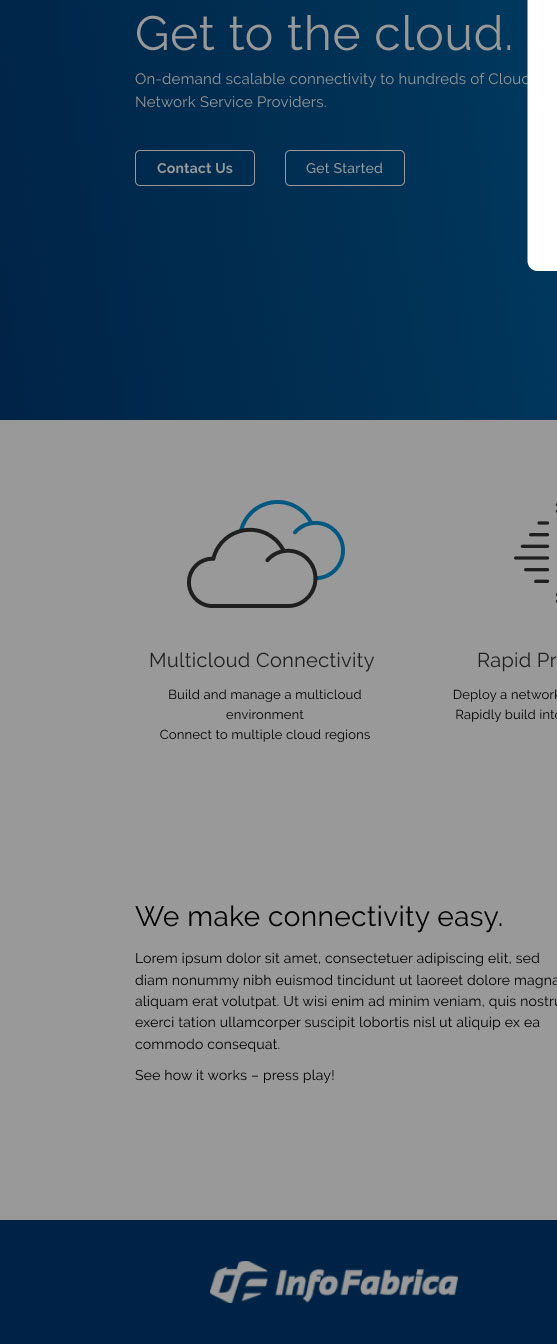 Get to the cloud.
On-demand scalable connectivity to hundreds of
Network Service Providers.
Contact Us
Get Started
Multicloud Connectivity
Build and manage a multicloud
environment
Connect to multiple cloud regions
Rapid
Deploy a network
Rapidly build
We make connectivity easy.
Lorem ipsum dolor sit amet, consectetuer adipiscing elit, sed
diam nonummy nibh euismod tincidunt ut laoreet dolore magna
aliquam erat volutpat. Ut wisi enim ad minim veniam, quis
exerci tation ullamcorper suscipit lobortis nisl ut aliquip ex ea
commodo consequat.
See how it works – press play!
InfoFabrica